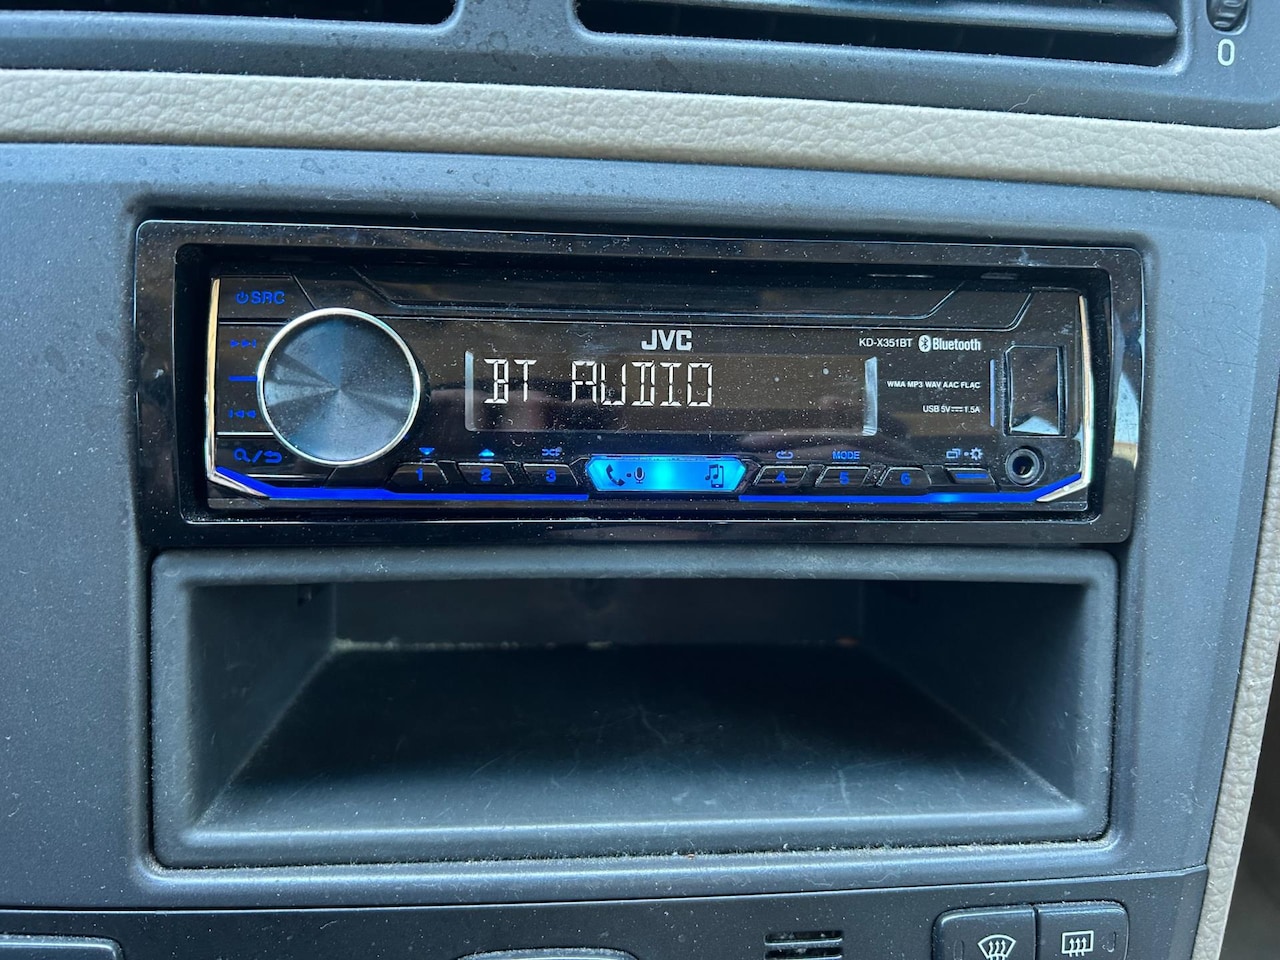 0
SRC
JVC
KD-X351BT Bluetooth
BT AUDIO
WMA MP3 WAV AAC FLAC
USB 5V 1.5A
MODE
1 2 3 4 5 6